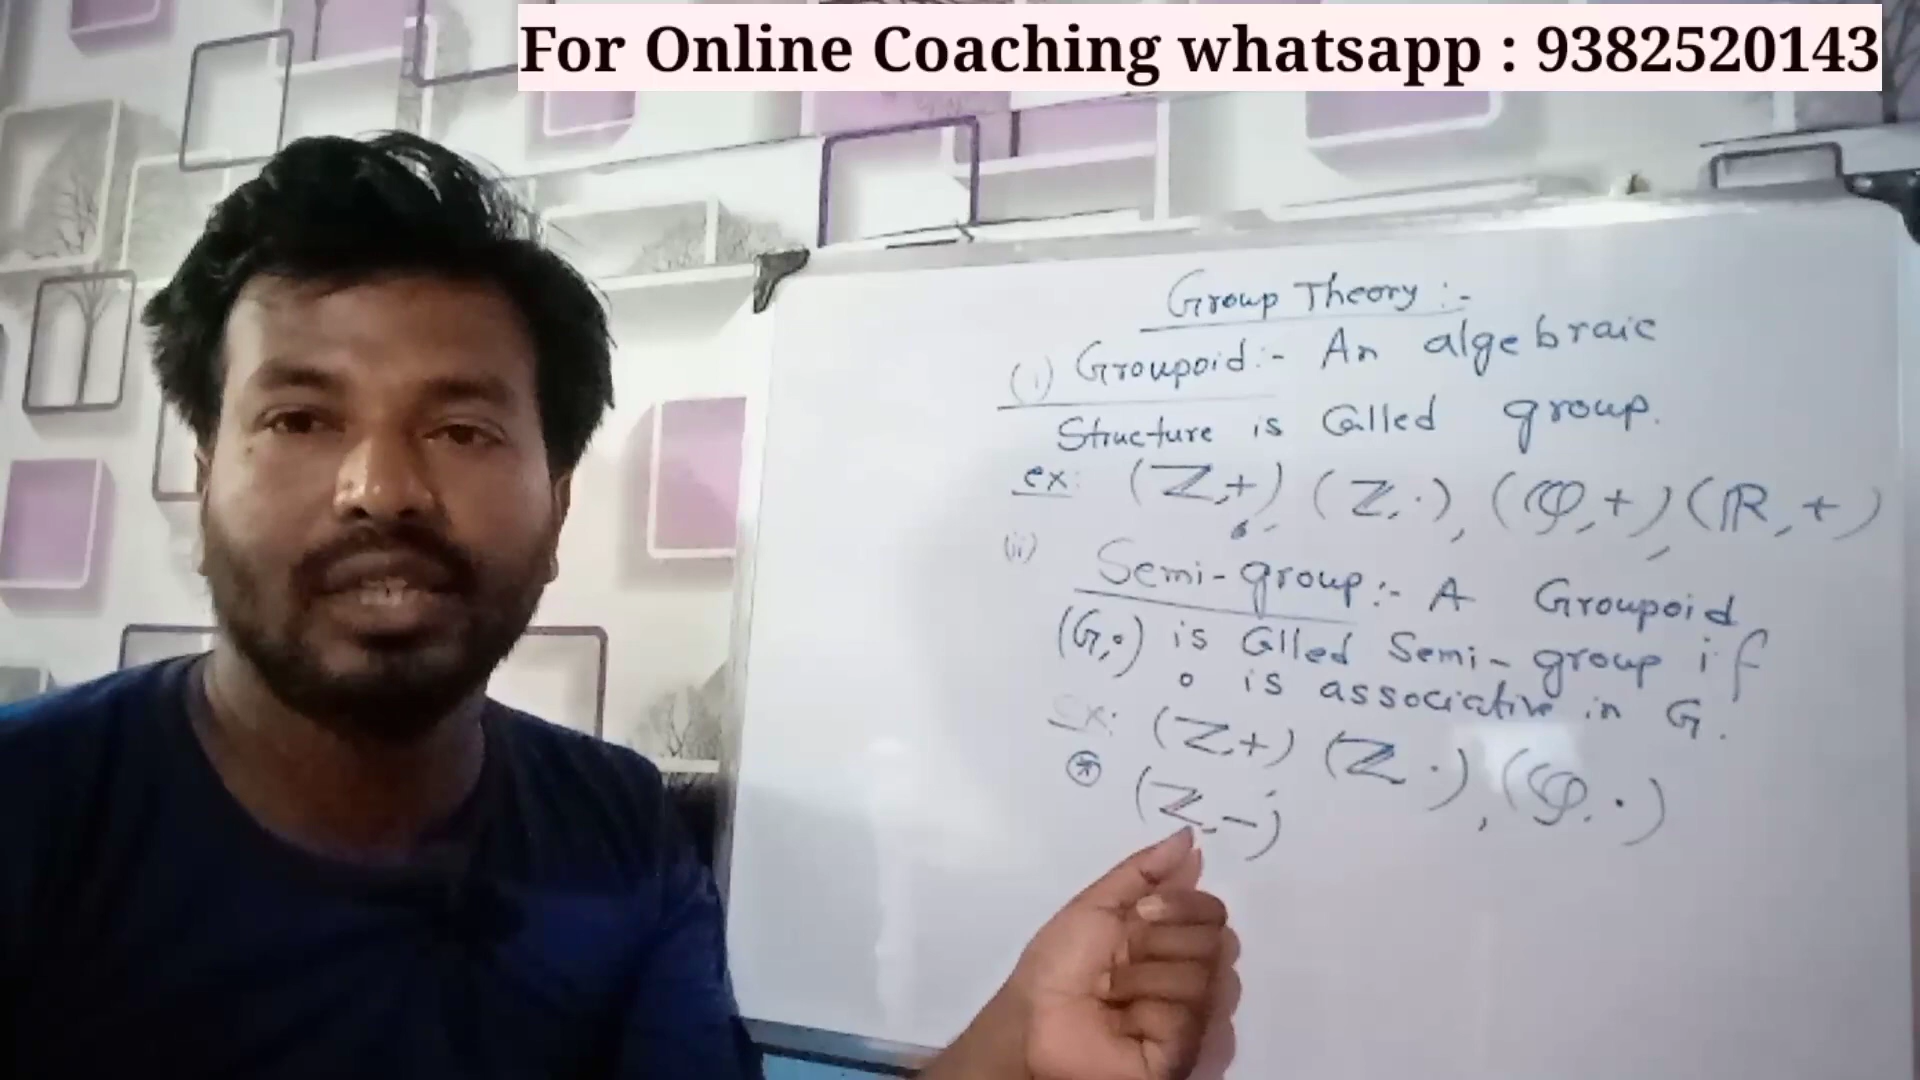 For Online Coaching whatsapp : 9382520143
Group Theory :-
(i) Groupoid :- An algebraic
Structure is Called group.
ex: (ℤ,+) (ℤ,·), (ℚ,+), (ℝ,+)
(ii) Semi-group :- A Groupoid
(G,∘) is Called Semi-group if
∘ is associative in G.
ex: (ℤ,+) (ℤ,·), (ℚ,·)
⊛ (ℤ,-)